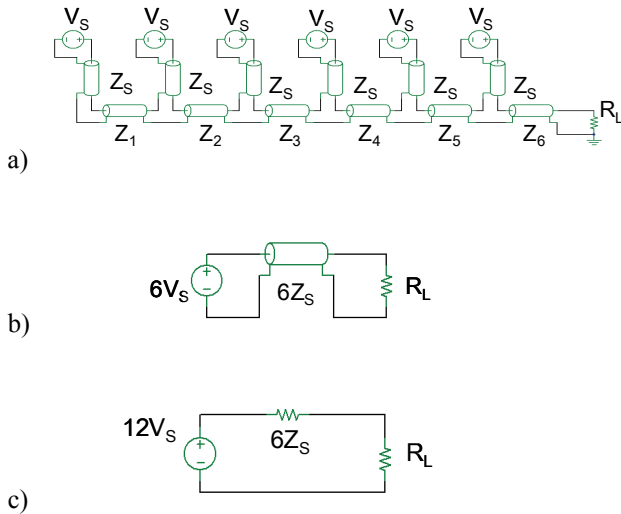 V_S V_S V_S V_S V_S V_S
Z_S Z_S Z_S Z_S Z_S Z_S
Z_1 Z_2 Z_3 Z_4 Z_5 Z_6 R_L
a)
6V_S 6Z_S R_L
b)
12V_S 6Z_S R_L
c)